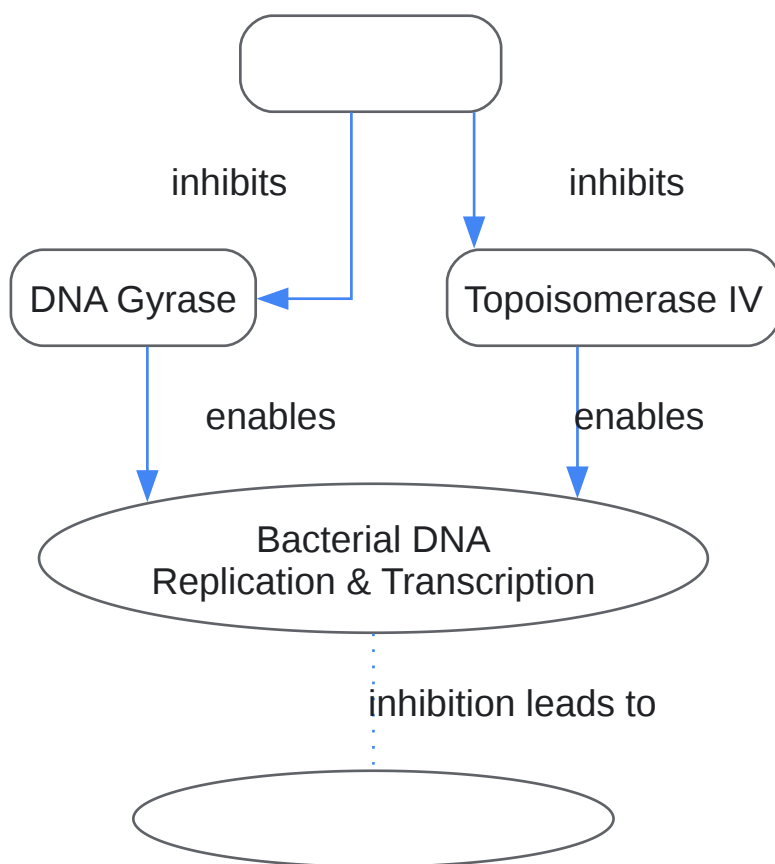 inhibits
inhibits
DNA Gyrase
Topoisomerase IV
enables
enables
Bacterial DNA
Replication & Transcription
inhibition leads to